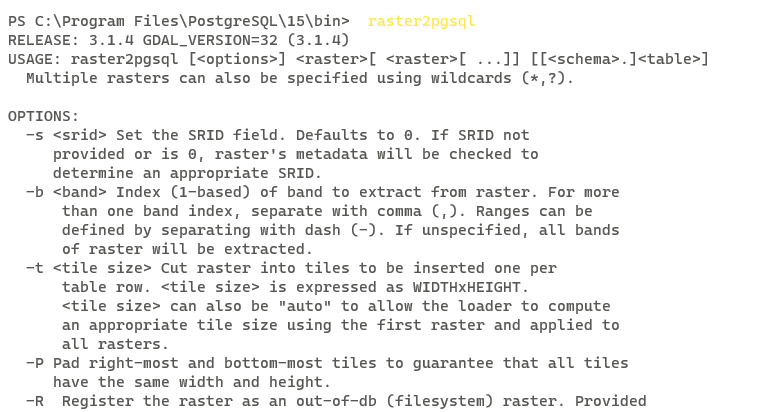 PS C:\Program Files\PostgreSQL\15\bin>  raster2pgsql
RELEASE: 3.1.4 GDAL_VERSION=32 (3.1.4)
USAGE: raster2pgsql [<options>] <raster>[ <raster>[ ...]] [[<schema>.]<table>]
  Multiple rasters can also be specified using wildcards (*,?).

OPTIONS:
  -s <srid> Set the SRID field. Defaults to 0. If SRID not
     provided or is 0, raster's metadata will be checked to
     determine an appropriate SRID.
  -b <band> Index (1-based) of band to extract from raster. For more
      than one band index, separate with comma (,). Ranges can be
      defined by separating with dash (-). If unspecified, all bands
      of raster will be extracted.
  -t <tile size> Cut raster into tiles to be inserted one per
      table row. <tile size> is expressed as WIDTHxHEIGHT.
      <tile size> can also be "auto" to allow the loader to compute
      an appropriate tile size using the first raster and applied to
      all rasters.
  -P Pad right-most and bottom-most tiles to guarantee that all tiles
     have the same width and height.
  -R  Register the raster as an out-of-db (filesystem) raster. Provided